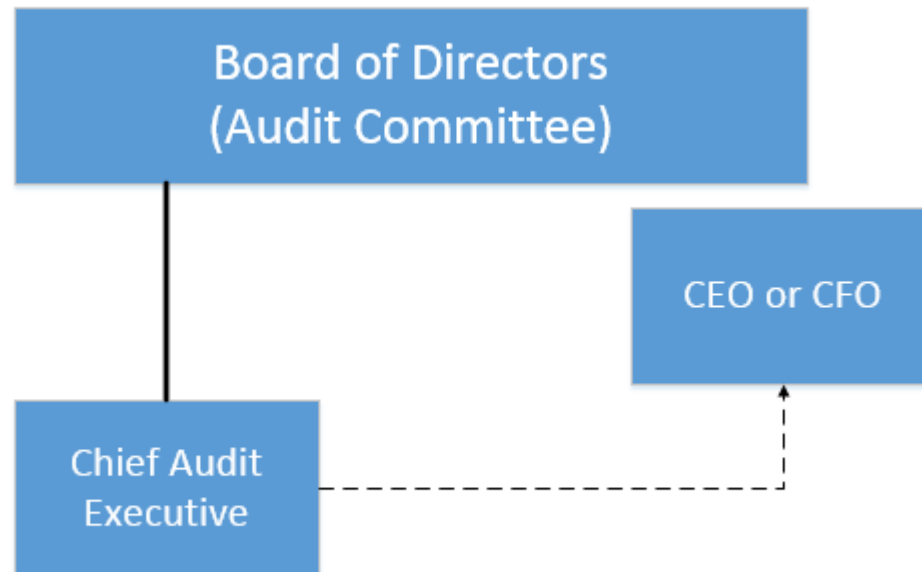 Board of Directors
(Audit Committee)
CEO or CFO
Chief Audit
Executive